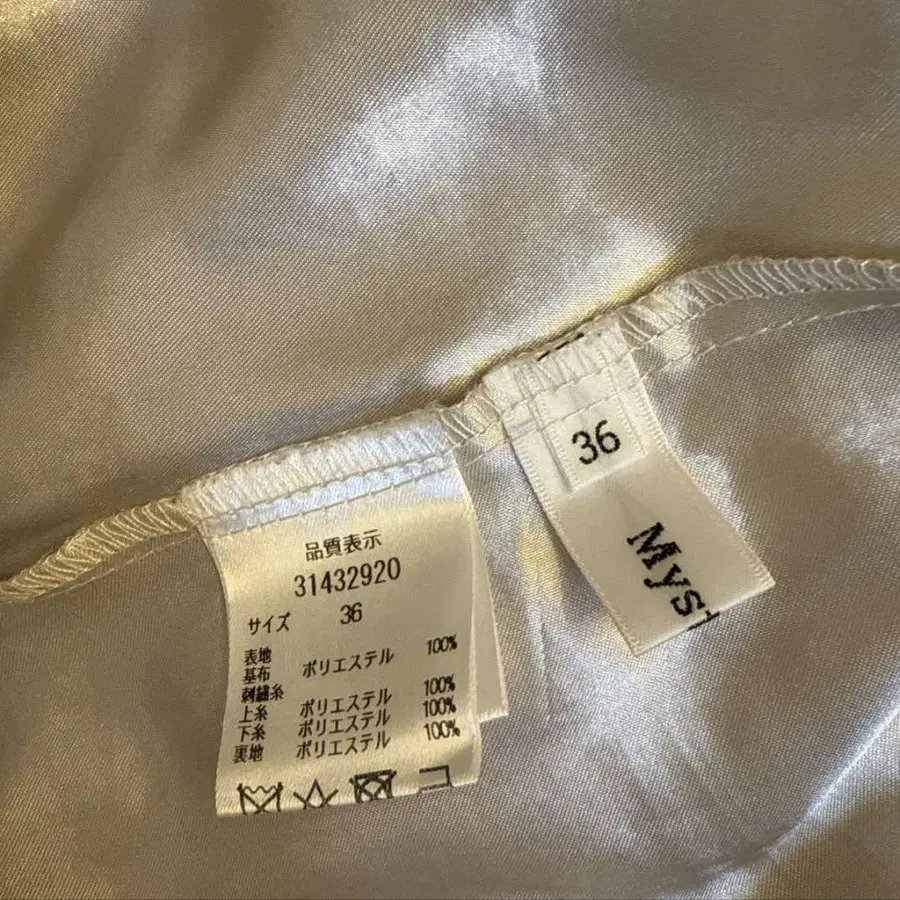 品質表示
31432920
サイズ 36
表地
基布 ポリエステル 100%
刺繍糸
上糸 ポリエステル 100%
下糸 ポリエステル 100%
裏地 ポリエステル 100%
36
Myst